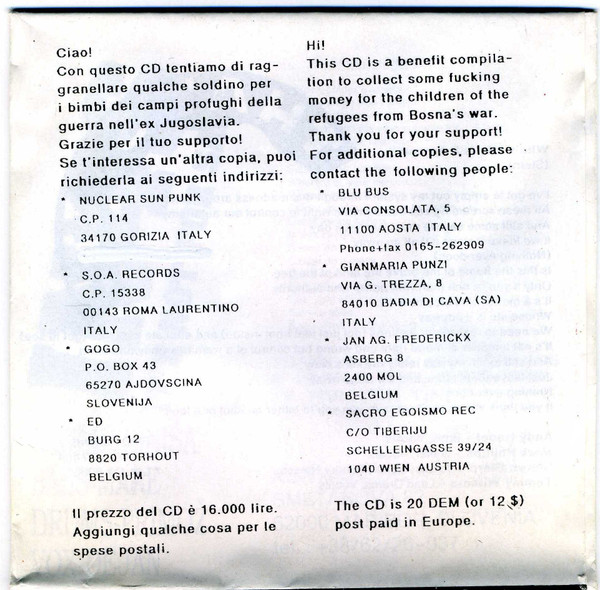 Ciao!
Con questo CD tentiamo di rag-
granellare qualche soldino per
i bimbi dei campi profughi della
guerra nell'ex Jugoslavia.
Grazie per il tuo supporto!
Se t'interessa un'altra copia, puoi
richiederla ai seguenti indirizzi:
* NUCLEAR SUN PUNK
C.P. 114
34170 GORIZIA ITALY
* S.O.A. RECORDS
C.P. 15338
00143 ROMA LAURENTINO
ITALY
* GOGO
P.O. BOX 43
65270 AJDOVSCINA
SLOVENIJA
* ED
BURG 12
8820 TORHOUT
BELGIUM
Il prezzo del CD è 16.000 lire.
Aggiungi qualche cosa per le
spese postali.
Hi!
This CD is a benefit compila-
tion to collect some fucking
money for the children of the
refugees from Bosna's war.
Thank you for your support!
For additional copies, please
contact the following people:
* BLU BUS
VIA CONSOLATA, 5
11100 AOSTA ITALY
Phone+fax 0165-262909
* GIANMARIA PUNZI
VIA G. TREZZA, 8
84010 BADIA DI CAVA (SA)
ITALY
* JAN AG. FREDERICKX
ASBERG 8
2400 MOL
BELGIUM
* SACRO EGOISMO REC
C/O TIBERIJU
SCHELLEINGASSE 39/24
1040 WIEN AUSTRIA
The CD is 20 DEM (or 12 $)
post paid in Europe.